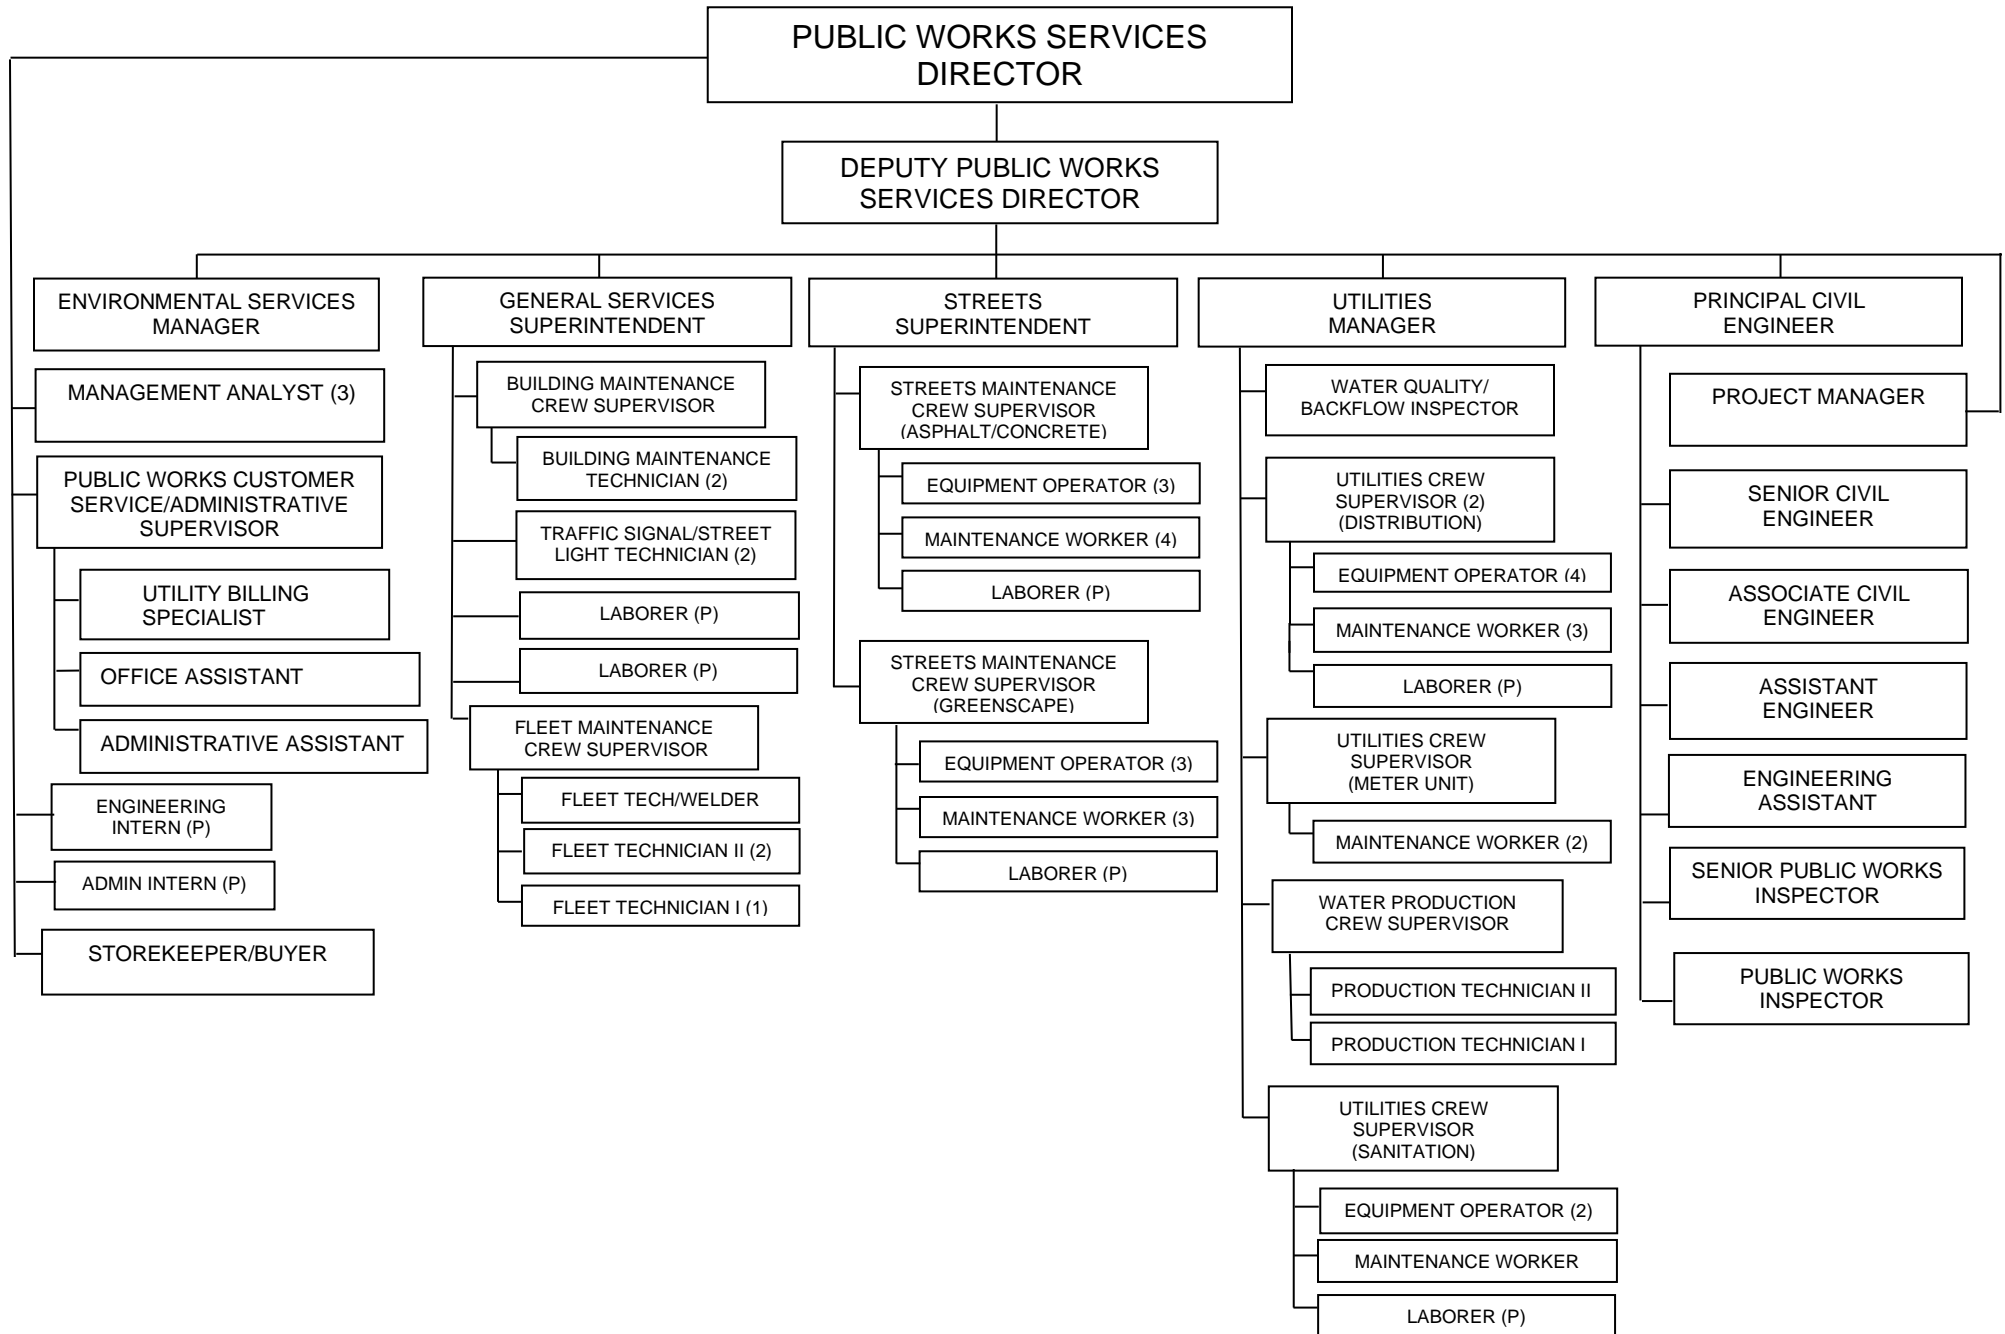 PUBLIC WORKS SERVICES
DIRECTOR
DEPUTY PUBLIC WORKS
SERVICES DIRECTOR
ENVIRONMENTAL SERVICES
MANAGER
MANAGEMENT ANALYST (3)
PUBLIC WORKS CUSTOMER
SERVICE/ADMINISTRATIVE
SUPERVISOR
UTILITY BILLING
SPECIALIST
OFFICE ASSISTANT
ADMINISTRATIVE ASSISTANT
ENGINEERING
INTERN (P)
ADMIN INTERN (P)
STOREKEEPER/BUYER
GENERAL SERVICES
SUPERINTENDENT
BUILDING MAINTENANCE
CREW SUPERVISOR
BUILDING MAINTENANCE
TECHNICIAN (2)
TRAFFIC SIGNAL/STREET
LIGHT TECHNICIAN (2)
LABORER (P)
LABORER (P)
FLEET MAINTENANCE
CREW SUPERVISOR
FLEET TECH/WELDER
FLEET TECHNICIAN II (2)
FLEET TECHNICIAN I (1)
STREETS
SUPERINTENDENT
STREETS MAINTENANCE
CREW SUPERVISOR
(ASPHALT/CONCRETE)
EQUIPMENT OPERATOR (3)
MAINTENANCE WORKER (4)
LABORER (P)
STREETS MAINTENANCE
CREW SUPERVISOR
(GREENSCAPE)
EQUIPMENT OPERATOR (3)
MAINTENANCE WORKER (3)
LABORER (P)
UTILITIES
MANAGER
WATER QUALITY/
BACKFLOW INSPECTOR
UTILITIES CREW
SUPERVISOR (2)
(DISTRIBUTION)
EQUIPMENT OPERATOR (4)
MAINTENANCE WORKER (3)
LABORER (P)
UTILITIES CREW
SUPERVISOR
(METER UNIT)
MAINTENANCE WORKER (2)
WATER PRODUCTION
CREW SUPERVISOR
PRODUCTION TECHNICIAN II
PRODUCTION TECHNICIAN I
UTILITIES CREW
SUPERVISOR
(SANITATION)
EQUIPMENT OPERATOR (2)
MAINTENANCE WORKER
LABORER (P)
PRINCIPAL CIVIL
ENGINEER
PROJECT MANAGER
SENIOR CIVIL
ENGINEER
ASSOCIATE CIVIL
ENGINEER
ASSISTANT
ENGINEER
ENGINEERING
ASSISTANT
SENIOR PUBLIC WORKS
INSPECTOR
PUBLIC WORKS
INSPECTOR